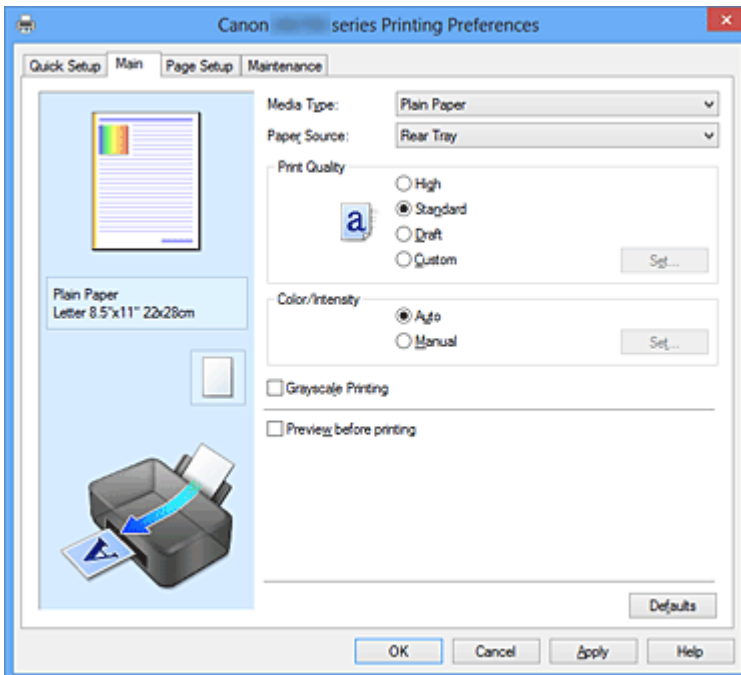 Canon series Printing Preferences
Quick Setup Main Page Setup Maintenance
Media Type: Plain Paper
Paper Source: Rear Tray
Print Quality
High
Standard
Draft
Custom Set...
a
Plain Paper
Letter 8.5"x11" 22x28cm
Color/Intensity
Auto
Manual Set...
Grayscale Printing
Preview before printing
A
Defaults
OK Cancel Apply Help